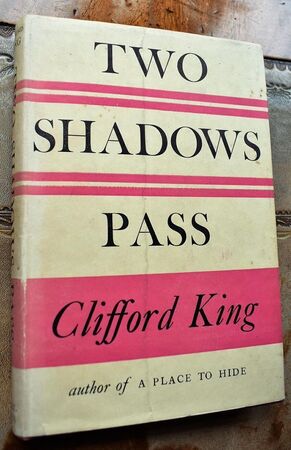 TWO
SHADOWS
PASS
Clifford King
author of A PLACE TO HIDE